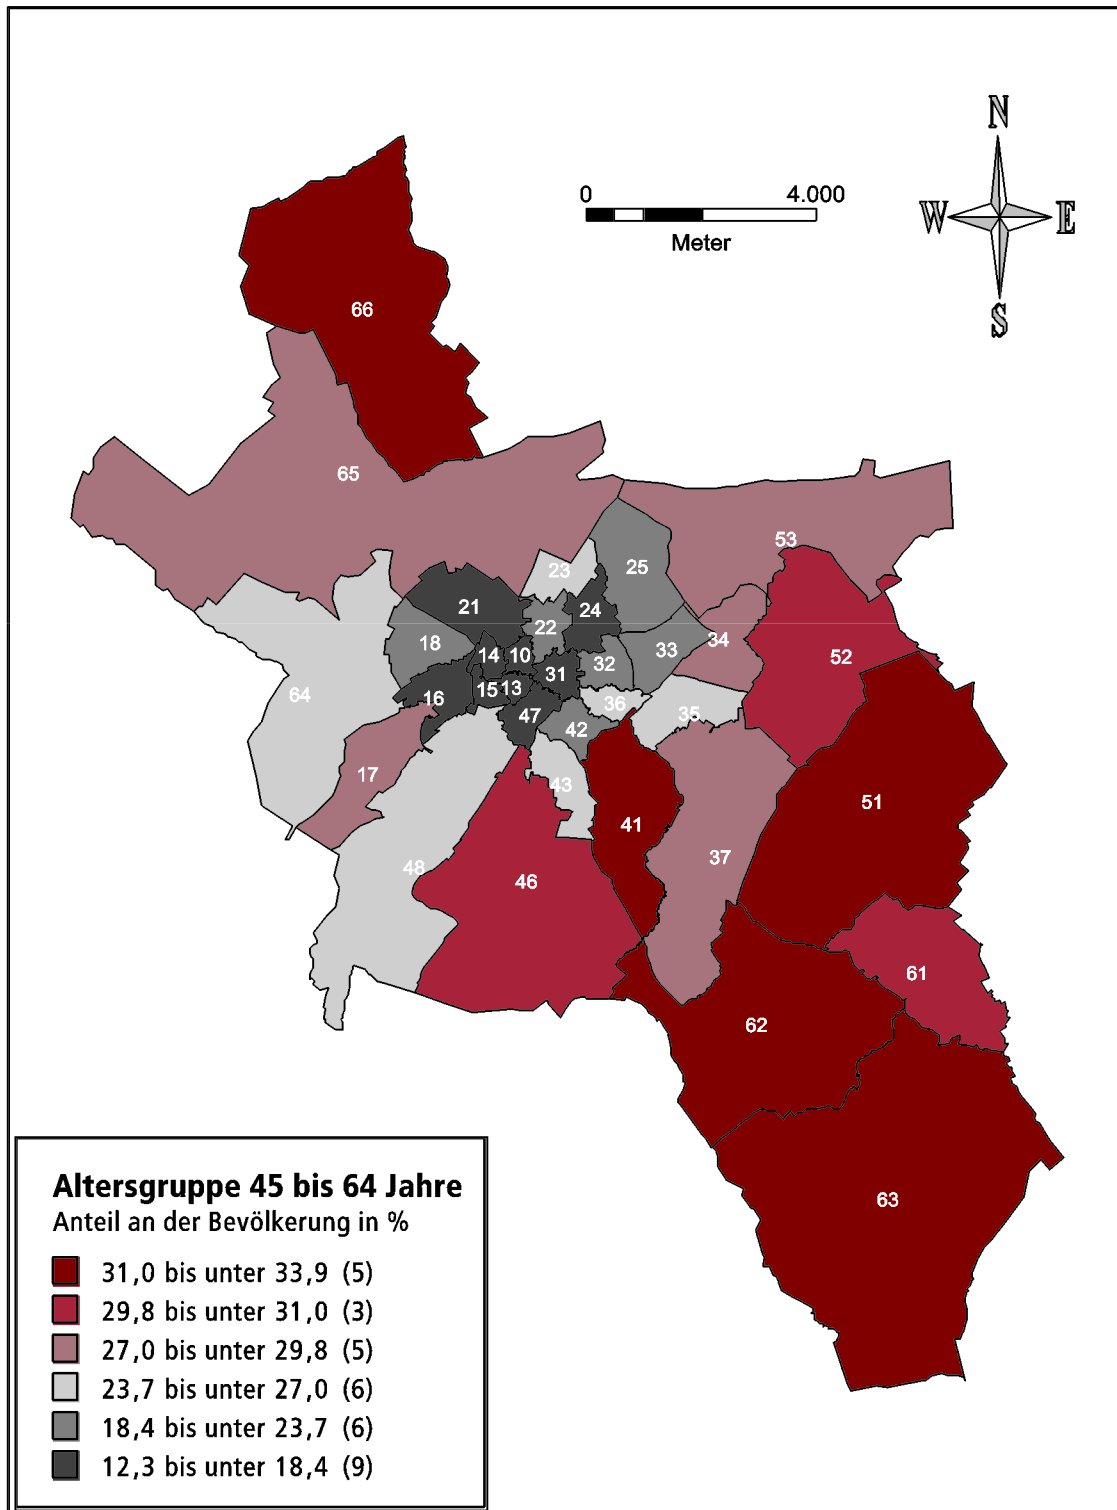 N
0 4.000
W E
Meter
S
66
65
53
23
25
21
24
22
18
34
33
14
10
52
32
31
64
16
15
13
36
47
35
42
17
43
51
41
37
48
46
61
62
63
Altersgruppe 45 bis 64 Jahre
Anteil an der Bevölkerung in %
31,0 bis unter 33,9 (5)
29,8 bis unter 31,0 (3)
27,0 bis unter 29,8 (5)
23,7 bis unter 27,0 (6)
18,4 bis unter 23,7 (6)
12,3 bis unter 18,4 (9)